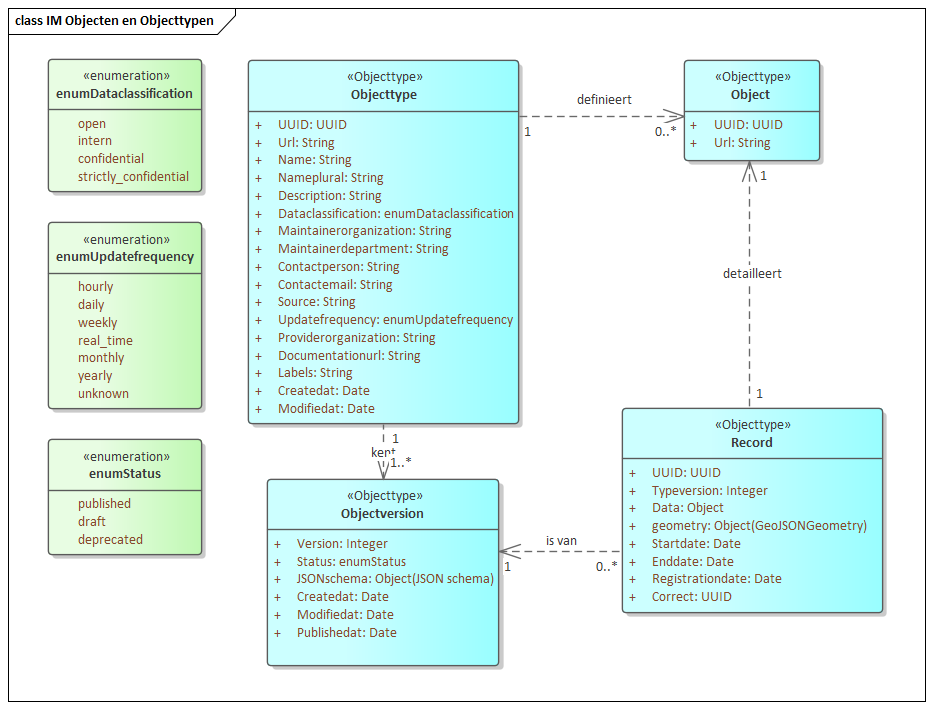 class IM Objecten en Objecttypen
«enumeration»
enumDataclassification
open
intern
confidential
strictly_confidential
«enumeration»
enumUpdatefrequency
hourly
daily
weekly
real_time
monthly
yearly
unknown
«enumeration»
enumStatus
published
draft
deprecated
«Objecttype»
Objecttype
+ UUID: UUID
+ Url: String
+ Name: String
+ Nameplural: String
+ Description: String
+ Dataclassification: enumDataclassification
+ Maintainerorganization: String
+ Maintainerdepartment: String
+ Contactperson: String
+ Contactemail: String
+ Source: String
+ Updatefrequency: enumUpdatefrequency
+ Providerorganization: String
+ Documentationurl: String
+ Labels: String
+ Createdat: Date
+ Modifiedat: Date
definieert
1
0..*
«Objecttype»
Object
+ UUID: UUID
+ Url: String
1
detailleert
1
1
kent
1..*
«Objecttype»
Objectversion
+ Version: Integer
+ Status: enumStatus
+ JSONschema: Object(JSON schema)
+ Createdat: Date
+ Modifiedat: Date
+ Publishedat: Date
is van
1
0..*
«Objecttype»
Record
+ UUID: UUID
+ Typeversion: Integer
+ Data: Object
+ geometry: Object(GeoJSONGeometry)
+ Startdate: Date
+ Enddate: Date
+ Registrationdate: Date
+ Correct: UUID